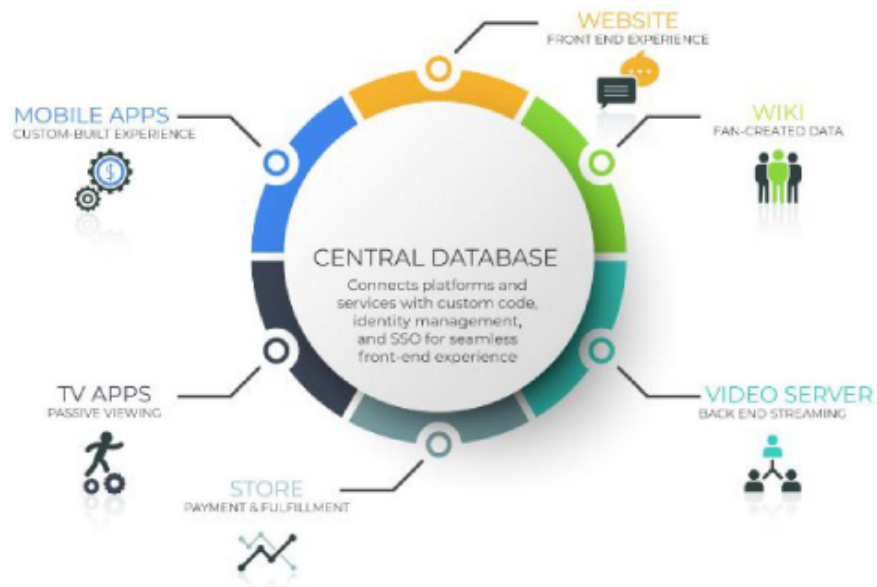 WEBSITE
FRONT END EXPERIENCE
MOBILE APPS
CUSTOM-BUILT EXPERIENCE
$
WIKI
FAN-CREATED DATA
CENTRAL DATABASE
Connects platforms and
services with custom code,
identity management,
and SSO for seamless
front-end experience
TV APPS
PASSIVE VIEWING
VIDEO SERVER
BACK END STREAMING
STORE
PAYMENT & FULFILLMENT